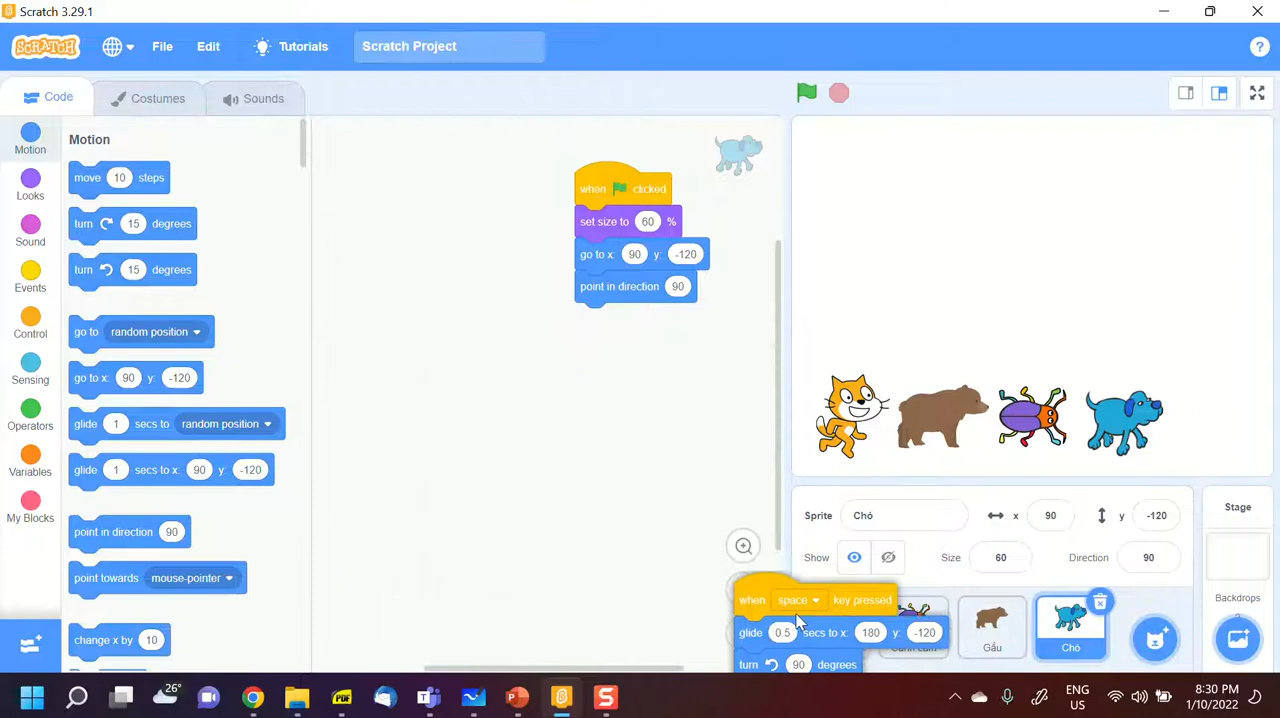 Scratch 3.29.1
SCRATCH File Edit Tutorials Scratch Project ?
Code Costumes Sounds
Motion
Looks
Sound
Events
Control
Sensing
Operators
Variables
My Blocks
Motion
move 10 steps
turn 15 degrees
turn 15 degrees
go to random position
go to x: 90 y: -120
glide 1 secs to random position
glide 1 secs to x: 90 y: -120
point in direction 90
point towards mouse-pointer
change x by 10
when clicked
set size to 60 %
go to x: 90 y: -120
point in direction 90
when space key pressed
glide 0.5 secs to x: 180 y: -120
turn 90 degrees
Sprite Chó x 90 y -120
Show Size 60 Direction 90
Gấu
Chó
Stage
Backdrops
26°
PDF
ENG
US
8:30 PM
1/10/2022